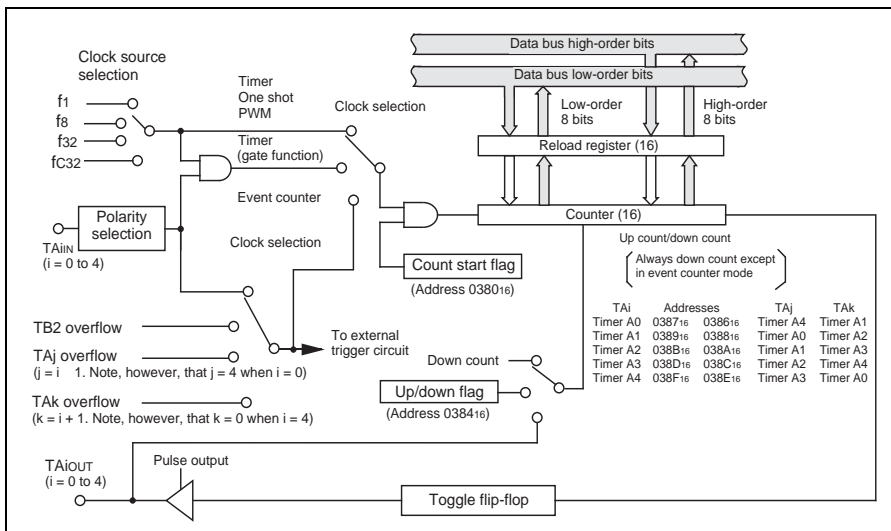 Data bus high-order bits
Data bus low-order bits
Clock source
selection
f1
f8
f32
fC32
Timer
One shot
PWM
Clock selection
Timer
(gate function)
Event counter
Low-order
8 bits
High-order
8 bits
Reload register (16)
Counter (16)
Polarity
selection
TAiIN
(i = 0 to 4)
Clock selection
Count start flag
(Address 038016)
Up count/down count
Always down count except
in event counter mode
TAi Addresses TAj TAk
Timer A0 038716 038616 Timer A4 Timer A1
Timer A1 038916 038816 Timer A0 Timer A2
Timer A2 038B16 038A16 Timer A1 Timer A3
Timer A3 038D16 038C16 Timer A2 Timer A4
Timer A4 038F16 038E16 Timer A3 Timer A0
TB2 overflow
TAj overflow
(j = i 1. Note, however, that j = 4 when i = 0)
TAk overflow
(k = i + 1. Note, however, that k = 0 when i = 4)
To external
trigger circuit
Down count
Up/down flag
(Address 038416)
TAiOUT
(i = 0 to 4)
Pulse output
Toggle flip-flop